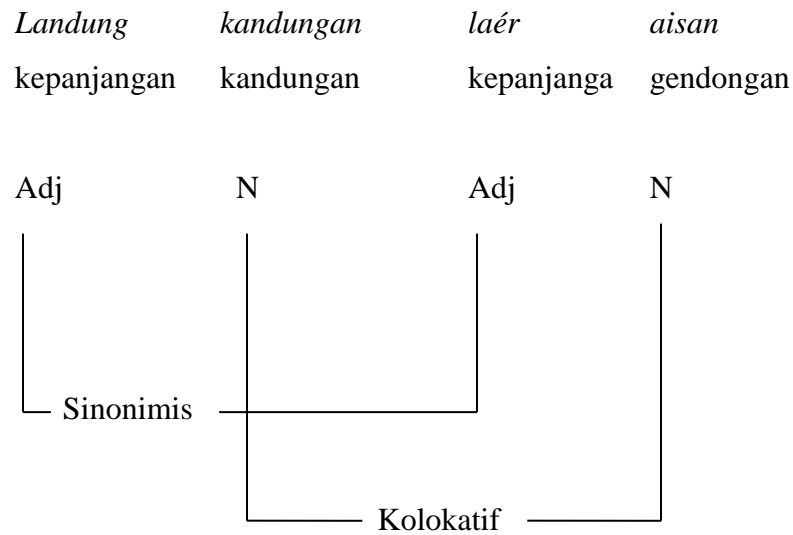 Landung kandungan laér aisan
kepanjangan kandungan kepanjanga gendongan
Adj N Adj N
Sinonimis
Kolokatif